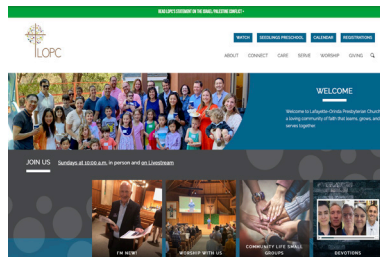 READ LOPC'S STATEMENT ON THE ISRAEL/PALESTINE CONFLICT >
WATCH
SEEDLINGS PRESCHOOL
CALENDAR
REGISTRATIONS
LOPC
ABOUT CONNECT CARE SERVE WORSHIP GIVING
WELCOME
Welcome to Lafayette-Orinda Presbyterian Church
a loving community of faith that learns, grows, and
serves together
JOIN US Sundays at 10:00 a.m. in person and on Livestream
I'M NEW!
WORSHIP WITH US
COMMUNITY LIFE SMALL
GROUPS
DEVOTIONS